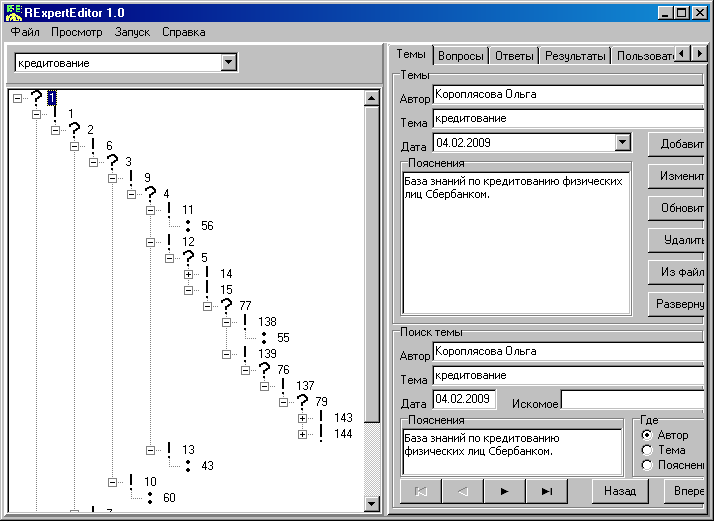 RExpertEditor 1.0
Файл Просмотр Запуск Справка
кредитование
? 1
! 1
? 2
! 6
? 3
! 9
? 4
! 11
: 56
! 12
? 5
! 14
! 15
? 77
! 138
: 55
! 139
? 76
! 137
? 79
! 143
! 144
! 13
: 43
! 10
: 60
Темы Вопросы Ответы Результаты Пользоват
Темы
Автор Короплясова Ольга
Тема кредитование
Дата 04.02.2009
Пояснения
База знаний по кредитованию физических
лиц Сбербанком.
Добавит
Изменит
Обновит
Удалить
Из файл
Разверну
Поиск темы
Автор Короплясова Ольга
Тема кредитование
Дата 04.02.2009 Искомое
Пояснения
База знаний по кредитованию
физических лиц Сбербанком.
Где
Автор
Тема
Пояснен
Назад Впере